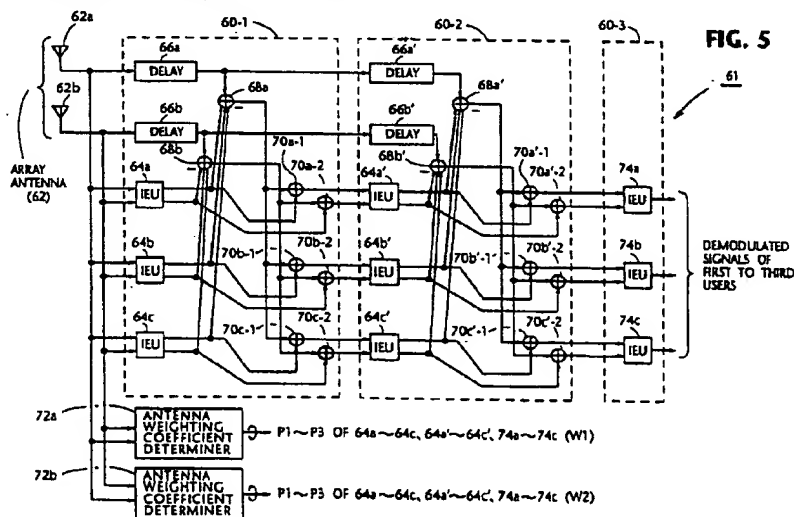 FIG. 5
61
60-1
60-2
60-3
62a
62b
ARRAY
ANTENNA
(62)
66a
DELAY
66a'
DELAY
68a
68a'
66b
DELAY
66b'
DELAY
68b
70a-1
70a-2
68b'
70a'-1
70a'-2
64a
IEU
64a'
IEU
74a
IEU
64b
IEU
70b-1
70b-2
64b'
IEU
70b'-1
70b'-2
74b
IEU
64c
IEU
70c-1
70c-2
64c'
IEU
70c'-1
70c'-2
74c
IEU
DEMODULATED
SIGNALS OF
FIRST TO THIRD
USERS
72a
ANTENNA
WEIGHTING
COEFFICIENT
DETERMINER
P1~P3 OF 64a~64c, 64a'~64c', 74a~74c (W1)
72b
ANTENNA
WEIGHTING
COEFFICIENT
DETERMINER
P1~P3 OF 64a~64c, 64a'~64c', 74a~74c (W2)